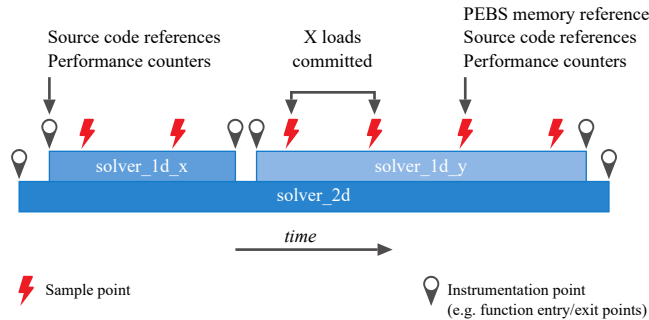 PEBS memory reference
Source code references
Performance counters
X loads
committed
Source code references
Performance counters
solver_1d_x
solver_1d_y
solver_2d
time
Sample point
Instrumentation point
(e.g. function entry/exit points)